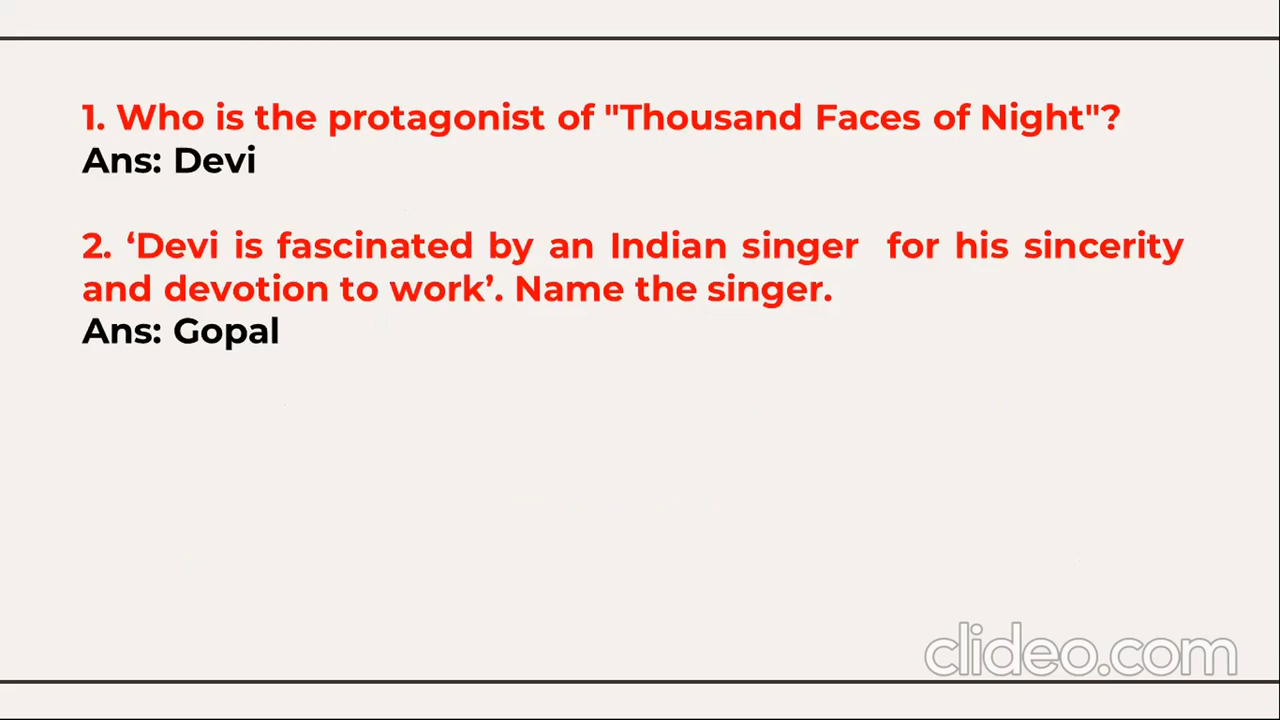 1. Who is the protagonist of "Thousand Faces of Night"?
Ans: Devi
2. ‘Devi is fascinated by an Indian singer for his sincerity
and devotion to work’. Name the singer.
Ans: Gopal
clideo.com